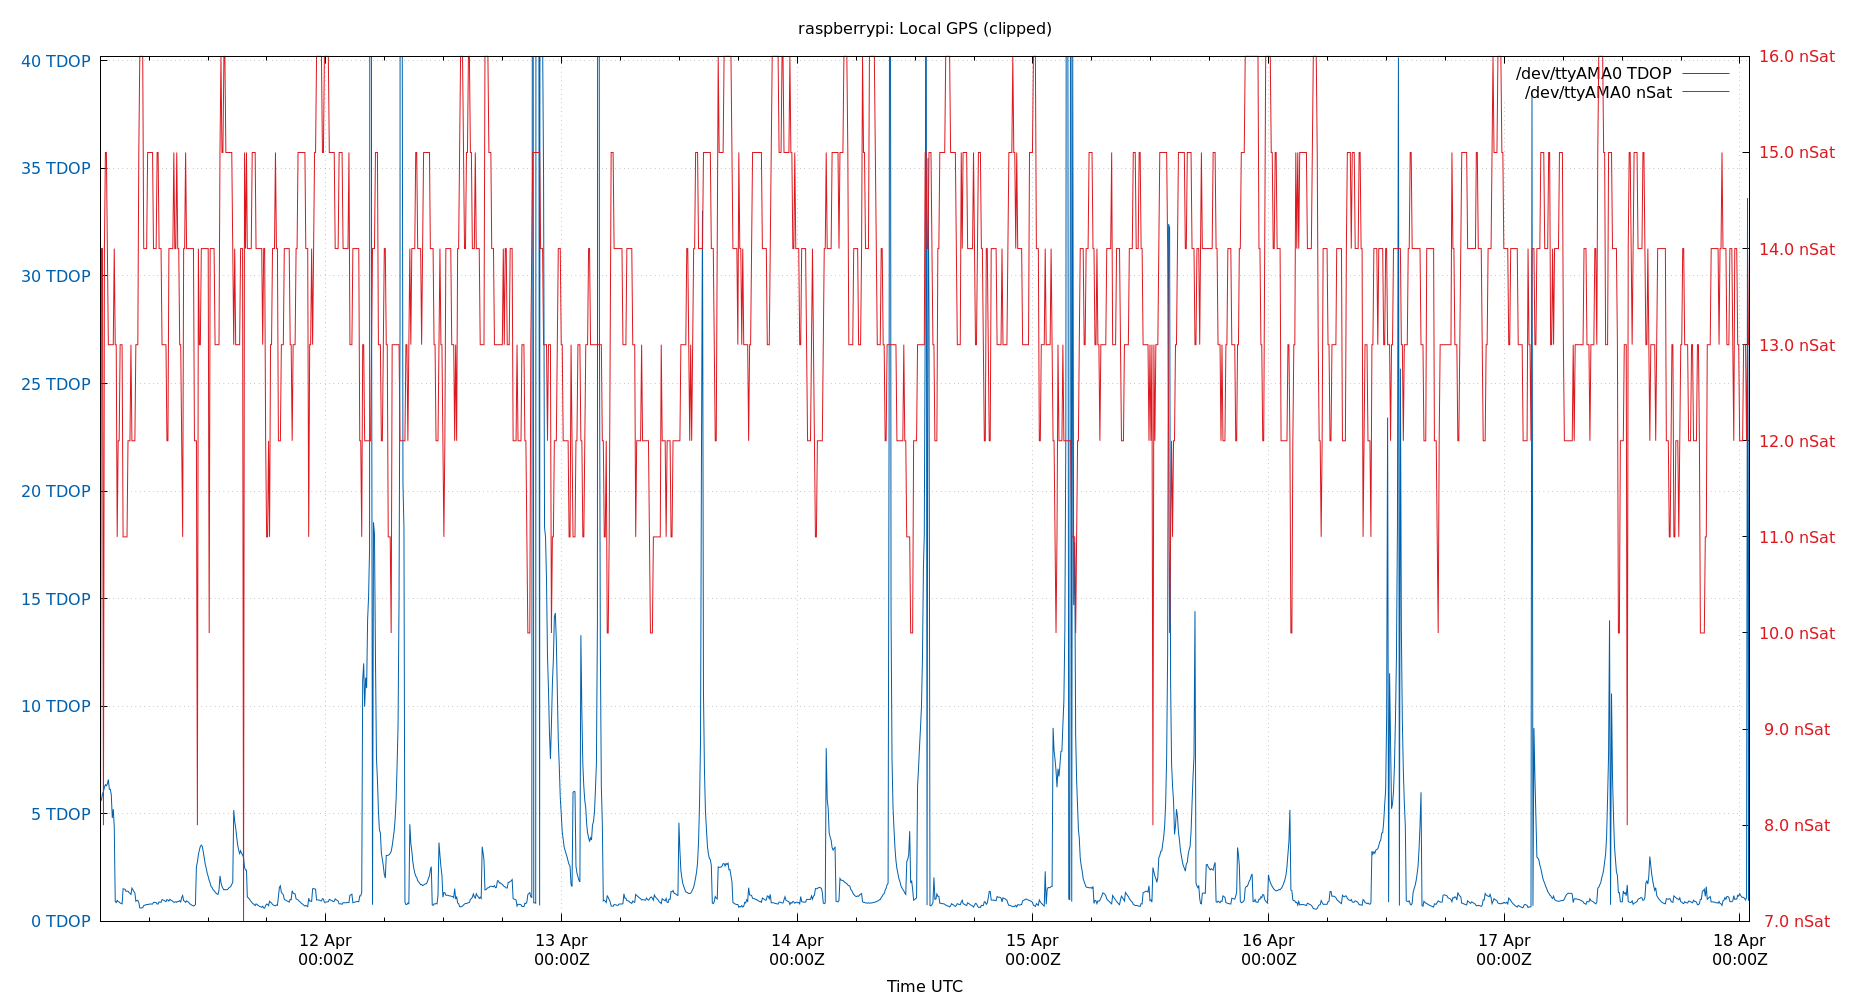 raspberrypi: Local GPS (clipped)
40 TDOP
35 TDOP
30 TDOP
25 TDOP
20 TDOP
15 TDOP
10 TDOP
5 TDOP
0 TDOP
16.0 nSat
15.0 nSat
14.0 nSat
13.0 nSat
12.0 nSat
11.0 nSat
10.0 nSat
9.0 nSat
8.0 nSat
7.0 nSat
/dev/ttyAMA0 TDOP
/dev/ttyAMA0 nSat
12 Apr 13 Apr 14 Apr 15 Apr 16 Apr 17 Apr 18 Apr
00:00Z 00:00Z 00:00Z 00:00Z 00:00Z 00:00Z 00:00Z
Time UTC